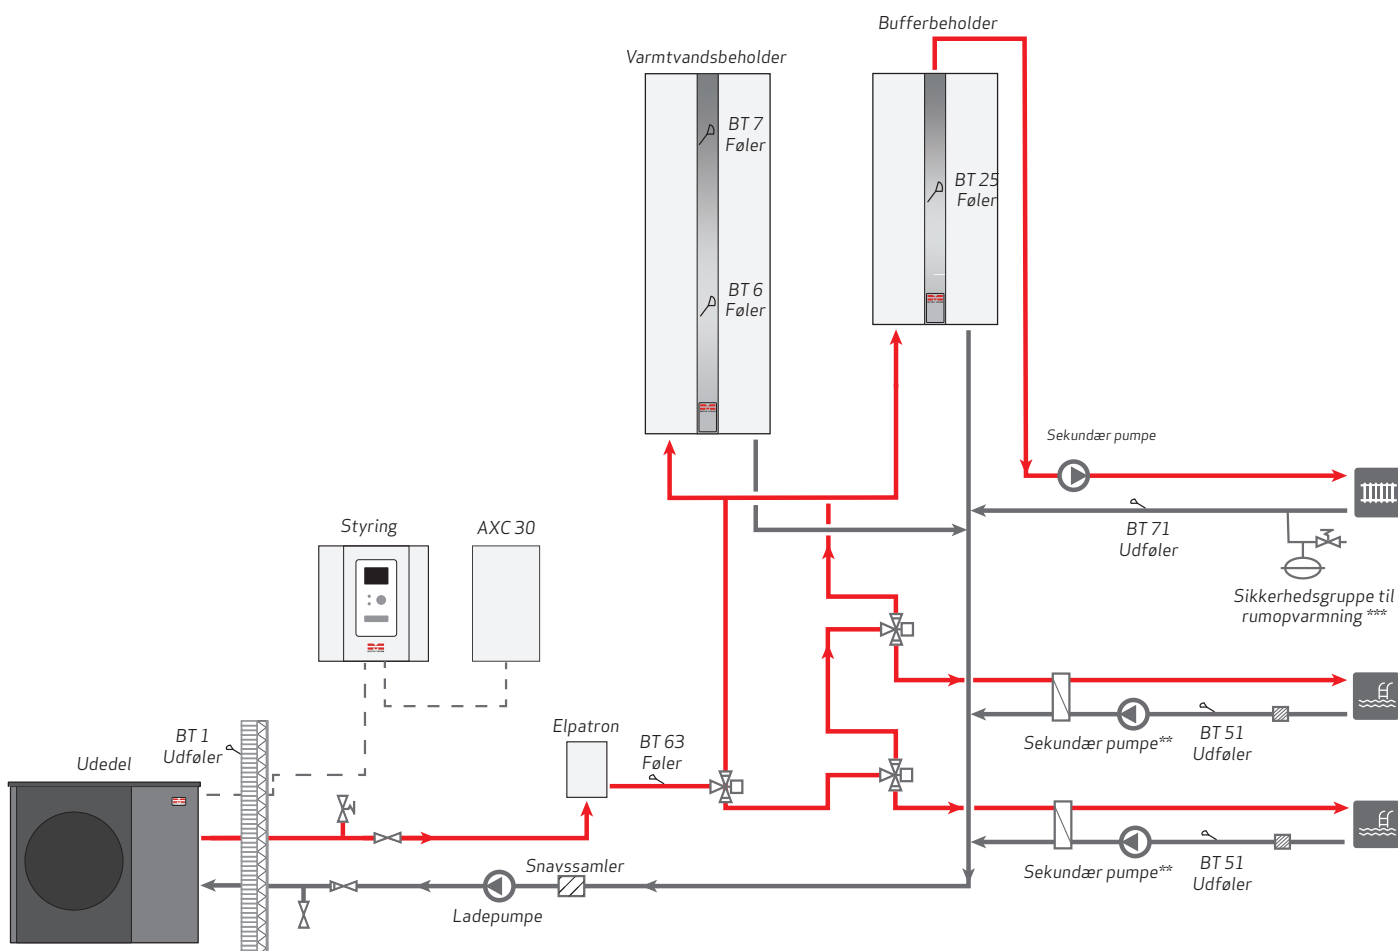 Bufferbeholder
Varmtvandsbeholder
BT 7
Føler
BT 25
Føler
BT 6
Føler
Sekundær pumpe
BT 71
Udføler
Styring
AXC 30
Sikkerhedsgruppe til
rumopvarmning ***
BT 1
Udføler
Udedel
Elpatron
BT 63
Føler
Sekundær pumpe**
BT 51
Udføler
Snavssamler
Ladepumpe
Sekundær pumpe**
BT 51
Udføler